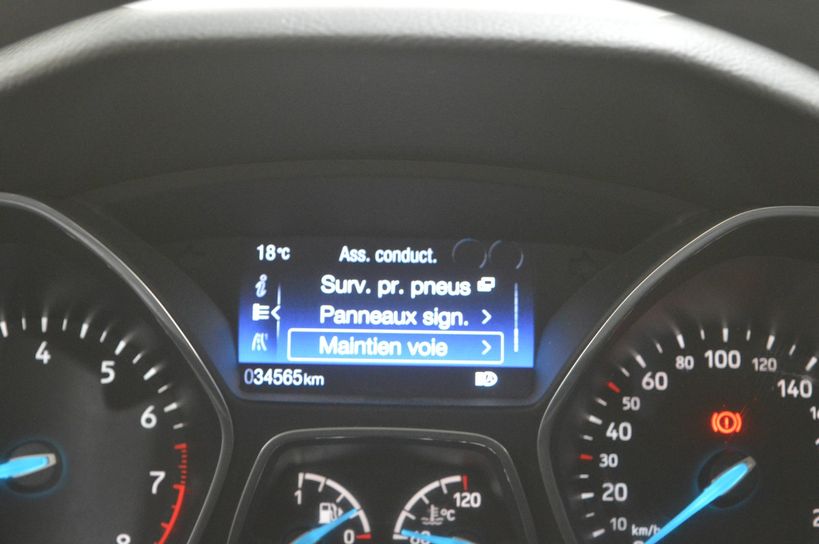 18°C Ass. conduct.
Surv. pr. pneus
Panneaux sign.
Maintien voie
034565km
4
5
6
7
8
1
0
120
°C
60
10
20
30
40
50
60
80
100
120
140
km/h